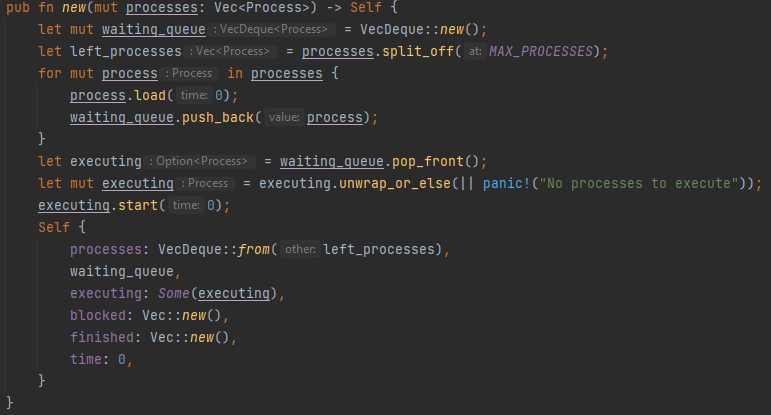 pub fn new(mut processes: Vec<Process>) -> Self {
    let mut waiting_queue : VecDeque<Process> = VecDeque::new();
    let left_processes : Vec<Process> = processes.split_off( at: MAX_PROCESSES);
    for mut process : Process in processes {
        process.load( time: 0);
        waiting_queue.push_back( value: process);
    }
    let executing : Option<Process> = waiting_queue.pop_front();
    let mut executing : Process = executing.unwrap_or_else(|| panic!("No processes to execute"));
    executing.start( time: 0);
    Self {
        processes: VecDeque::from( other: left_processes),
        waiting_queue,
        executing: Some(executing),
        blocked: Vec::new(),
        finished: Vec::new(),
        time: 0,
    }
}